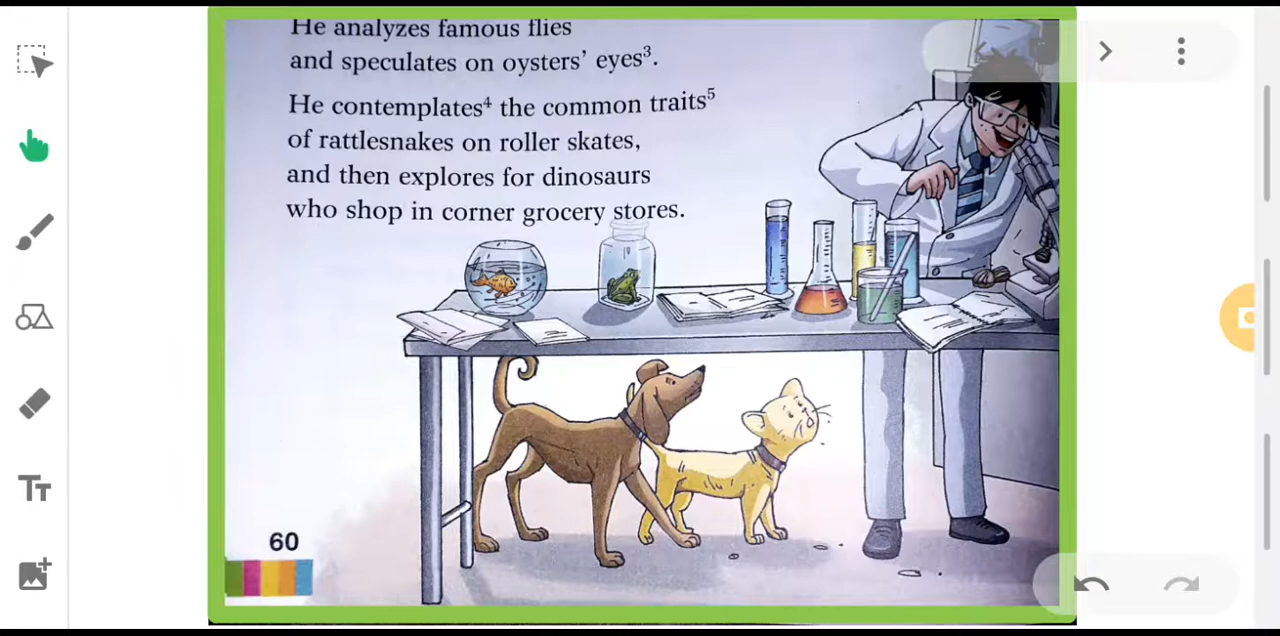 He analyzes famous flies
and speculates on oysters' eyes³.
He contemplates⁴ the common traits⁵
of rattlesnakes on roller skates,
and then explores for dinosaurs
who shop in corner grocery stores.
60
Tт